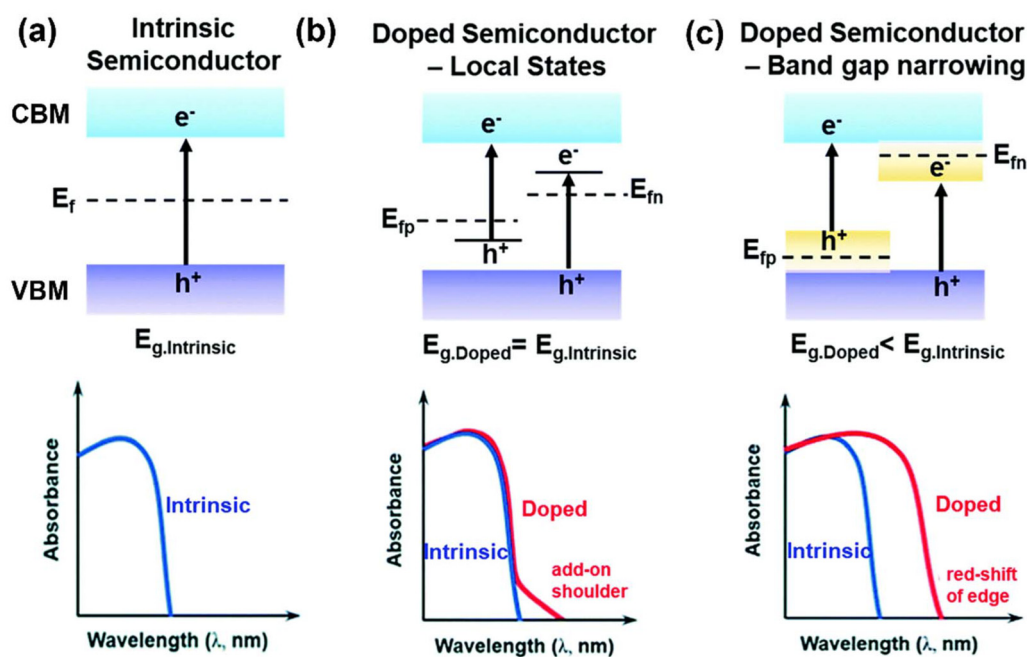 (a)
Intrinsic
Semiconductor
CBM
e-
Ef
h+
VBM
Eg.Intrinsic
Absorbance
Intrinsic
Wavelength (λ, nm)
(b)
Doped Semiconductor
– Local States
e-
e-
Efn
Efp
h+
h+
Eg.Doped= Eg.Intrinsic
Absorbance
Doped
Intrinsic
add-on
shoulder
Wavelength (λ, nm)
(c)
Doped Semiconductor
– Band gap narrowing
e-
Efn
e-
h+
Efp
h+
Eg.Doped< Eg.Intrinsic
Absorbance
Doped
Intrinsic
red-shift
of edge
Wavelength (λ, nm)